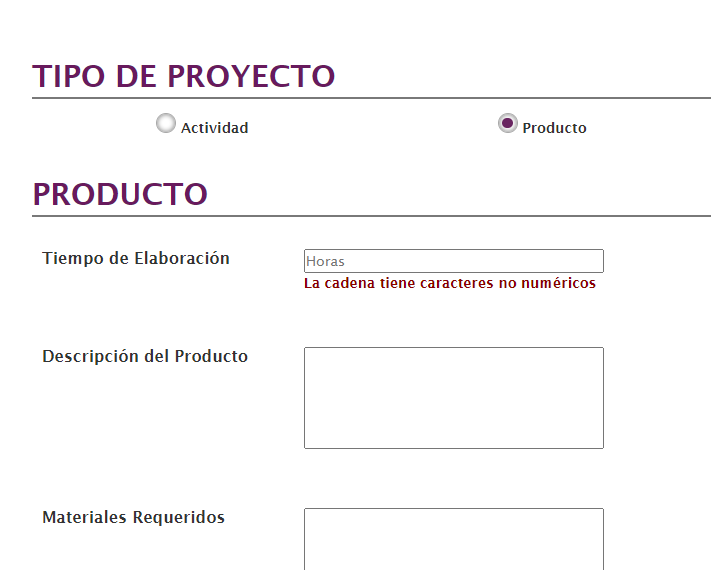 TIPO DE PROYECTO
Actividad Producto
PRODUCTO
Tiempo de Elaboración Horas
La cadena tiene caracteres no numéricos
Descripción del Producto
Materiales Requeridos